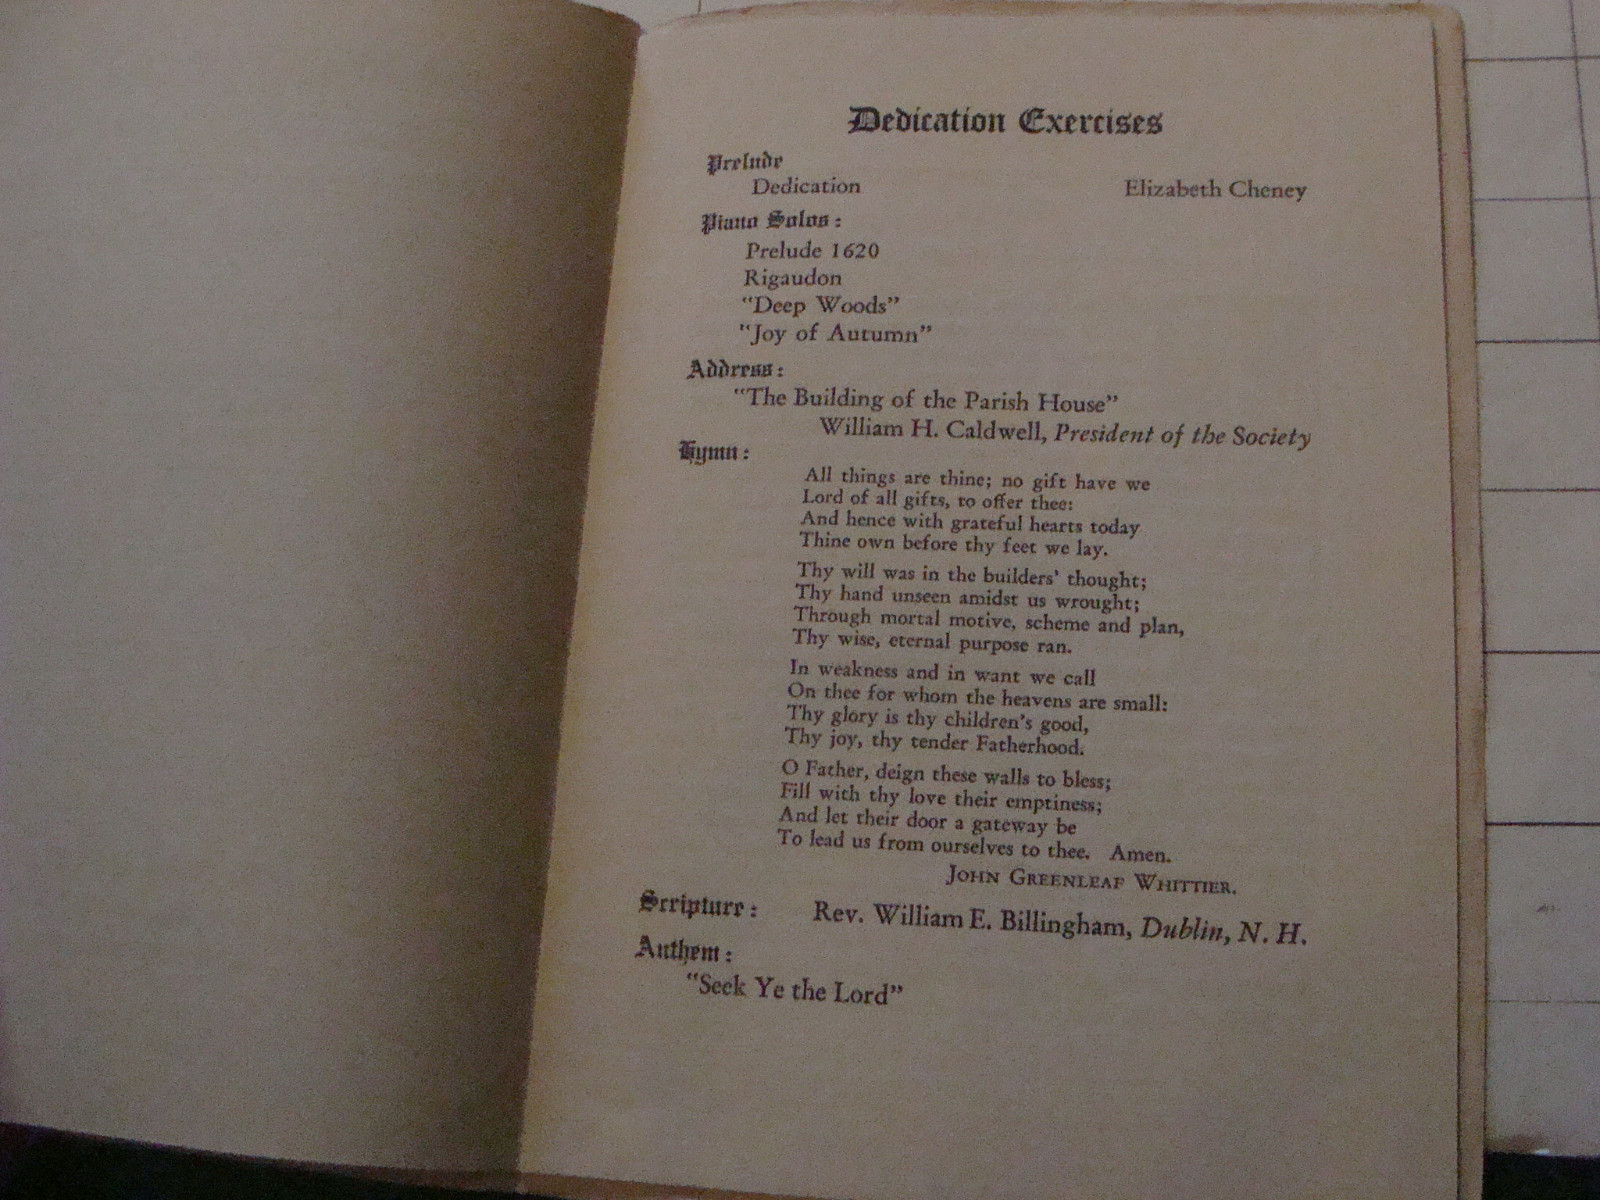 Dedication Exercises
Prelude
Dedication Elizabeth Cheney
Piano Solos:
Prelude 1620
Rigaudon
"Deep Woods"
"Joy of Autumn"
Address:
"The Building of the Parish House"
William H. Caldwell, President of the Society
Hymn:
All things are thine; no gift have we
Lord of all gifts, to offer thee:
And hence with grateful hearts today
Thine own before thy feet we lay.
Thy will was in the builders' thought;
Thy hand unseen amidst us wrought;
Through mortal motive, scheme and plan,
Thy wise, eternal purpose ran.
In weakness and in want we call
On thee for whom the heavens are small:
Thy glory is thy children's good,
Thy joy, thy tender Fatherhood.
O Father, deign these walls to bless;
Fill with thy love their emptiness;
And let their door a gateway be
To lead us from ourselves to thee. Amen.
JOHN GREENLEAF WHITTIER.
Scripture: Rev. William E. Billingham, Dublin, N. H.
Anthem:
"Seek Ye the Lord"